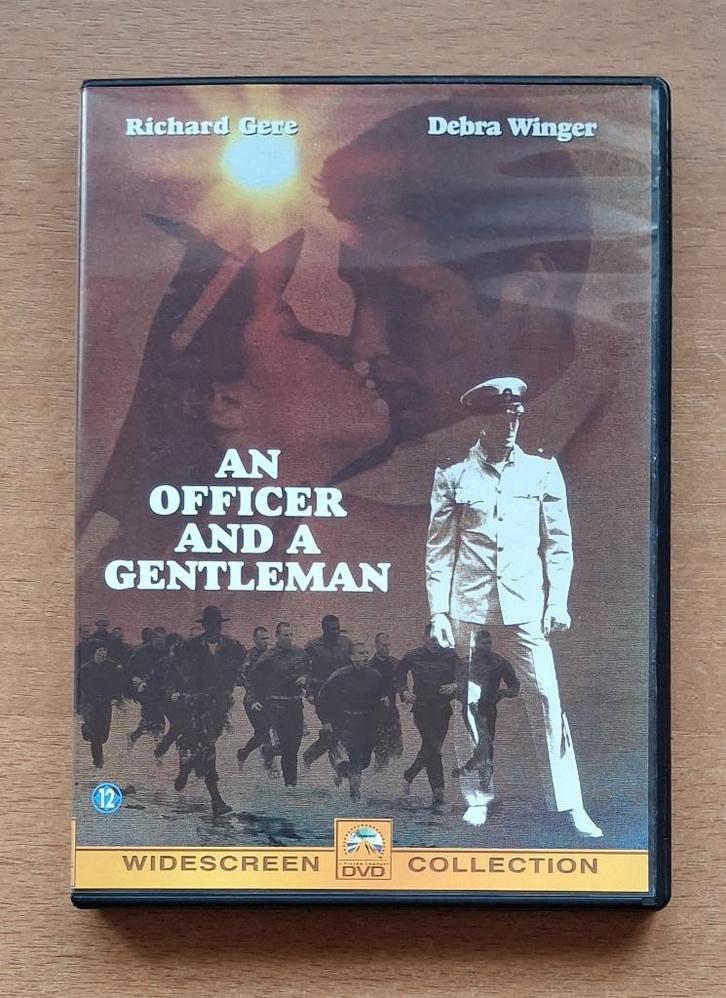 Richard Gere
Debra Winger
AN
OFFICER
AND A
GENTLEMAN
12
WIDESCREEN
DVD
COLLECTION